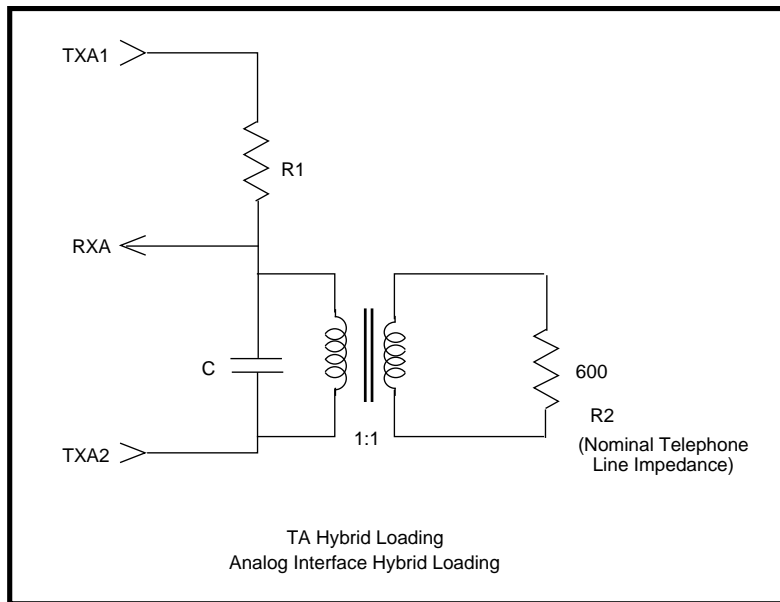 TXA1
R1
RXA
C
600
R2
1:1
(Nominal Telephone
Line Impedance)
TXA2
TA Hybrid Loading
Analog Interface Hybrid Loading